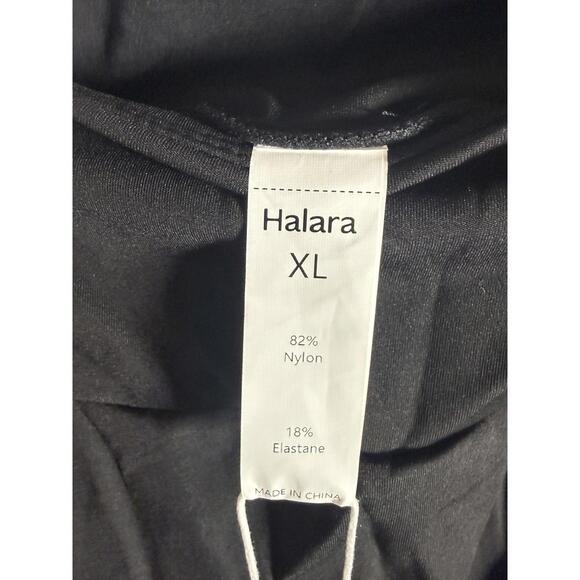 Halara
XL
82%
Nylon
18%
Elastane
MADE IN CHINA